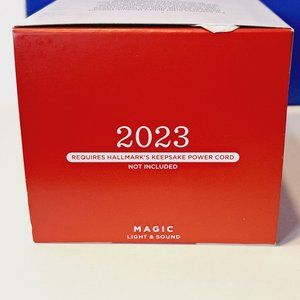 2023
REQUIRES HALLMARK'S KEEPSAKE POWER CORD
NOT INCLUDED
MAGIC
LIGHT & SOUND